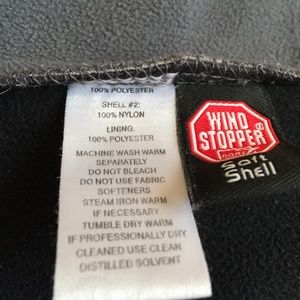 100% POLYESTER
SHELL #2:
100% NYLON
LINING:
100% POLYESTER
MACHINE WASH WARM
SEPARATELY
DO NOT BLEACH
DO NOT USE FABRIC
SOFTENERS
STEAM IRON WARM
IF NECESSARY
TUMBLE DRY WARM
IF PROFESSIONALLY DRY
CLEANED USE CLEAN
DISTILLED SOLVENT
WIND
STOPPER®
GORE
Soft
Shell